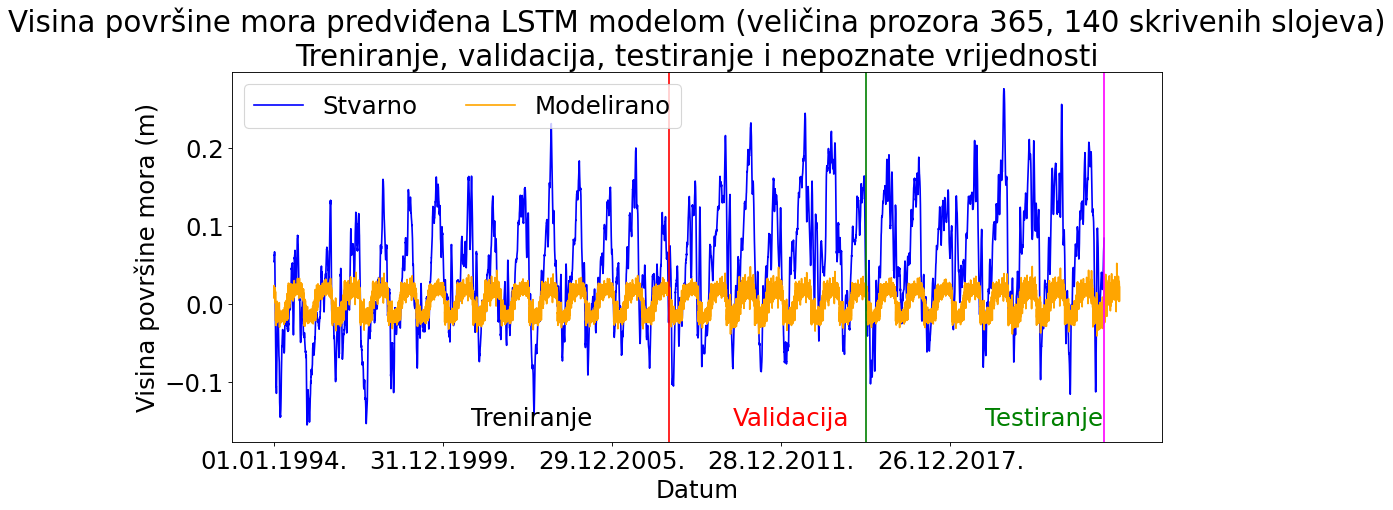 Visina površine mora predviđena LSTM modelom (veličina prozora 365, 140 skrivenih slojeva)
Treniranje, validacija, testiranje i nepoznate vrijednosti
Stvarno
Modelirano
Visina površine mora (m)
0.2
0.1
0.0
−0.1
Treniranje
Validacija
Testiranje
01.01.1994.
31.12.1999.
29.12.2005.
28.12.2011.
26.12.2017.
Datum